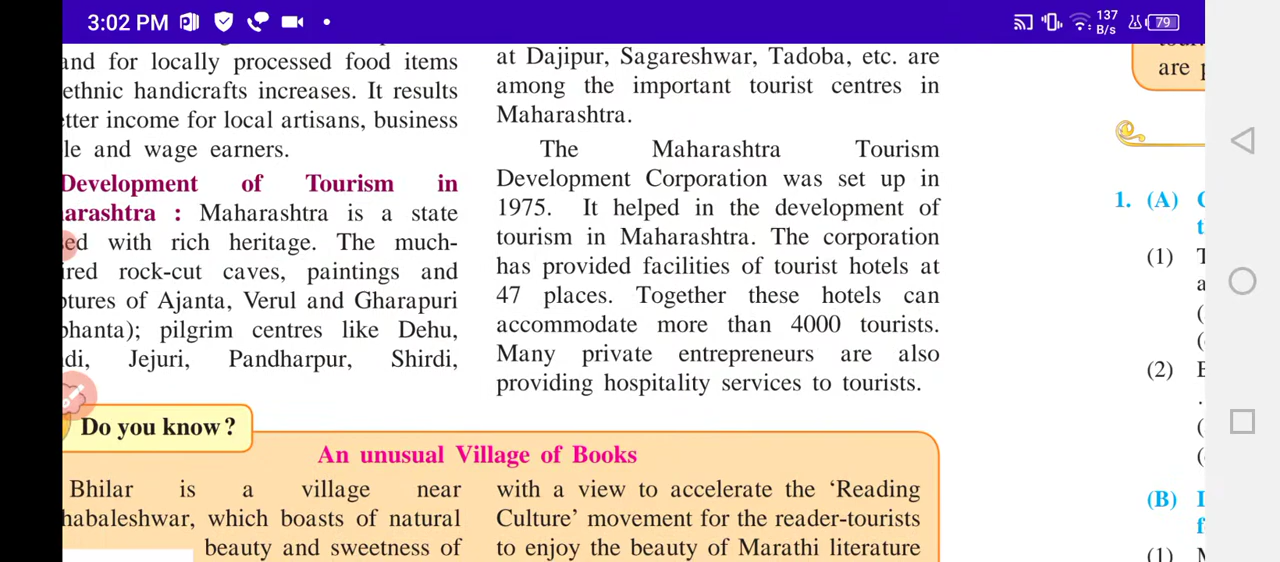 3:02 PM
137
B/s
79
and for locally processed food items
ethnic handicrafts increases. It results
etter income for local artisans, business
le and wage earners.
Development of Tourism in
arashtra : Maharashtra is a state
ed with rich heritage. The much-
ired rock-cut caves, paintings and
ptures of Ajanta, Verul and Gharapuri
phanta); pilgrim centres like Dehu,
di, Jejuri, Pandharpur, Shirdi,
at Dajipur, Sagareshwar, Tadoba, etc. are
among the important tourist centres in
Maharashtra.
The Maharashtra Tourism
Development Corporation was set up in
1975. It helped in the development of
tourism in Maharashtra. The corporation
has provided facilities of tourist hotels at
47 places. Together these hotels can
accommodate more than 4000 tourists.
Many private entrepreneurs are also
providing hospitality services to tourists.
Do you know?
An unusual Village of Books
Bhilar is a village near
habaleshwar, which boasts of natural
beauty and sweetness of
with a view to accelerate the ‘Reading
Culture’ movement for the reader-tourists
to enjoy the beauty of Marathi literature
are p
1. (A)
(1)
(2)
(B)
(1)